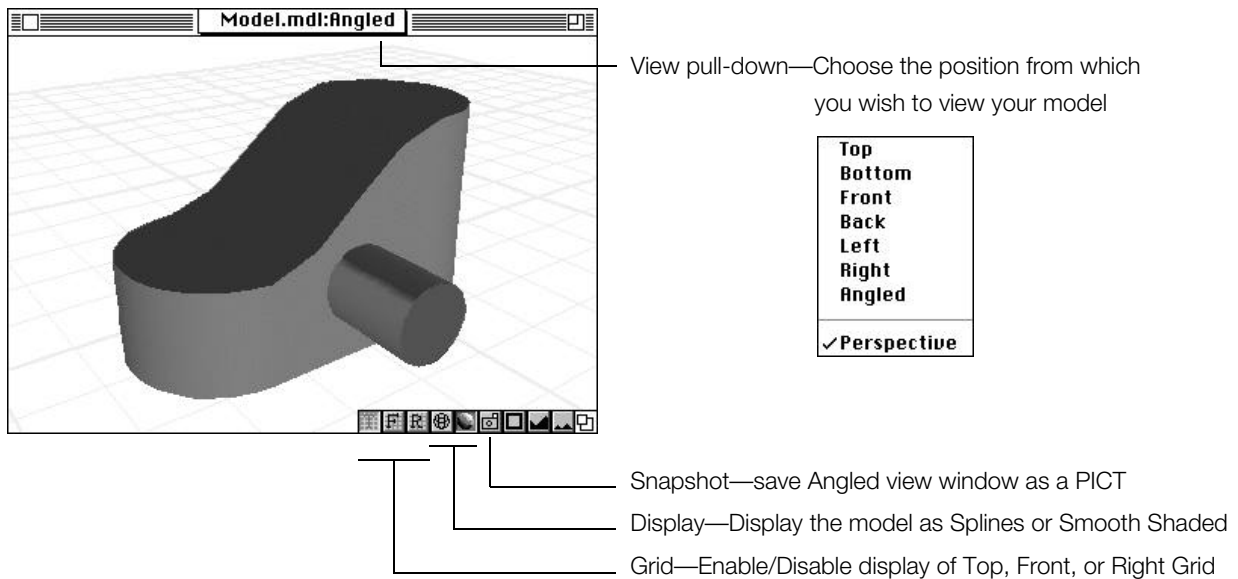 Model.mdl:Angled
View pull-down—Choose the position from which
you wish to view your model
Top
Bottom
Front
Back
Left
Right
Angled
✓Perspective
T F R
Snapshot—save Angled view window as a PICT
Display—Display the model as Splines or Smooth Shaded
Grid—Enable/Disable display of Top, Front, or Right Grid